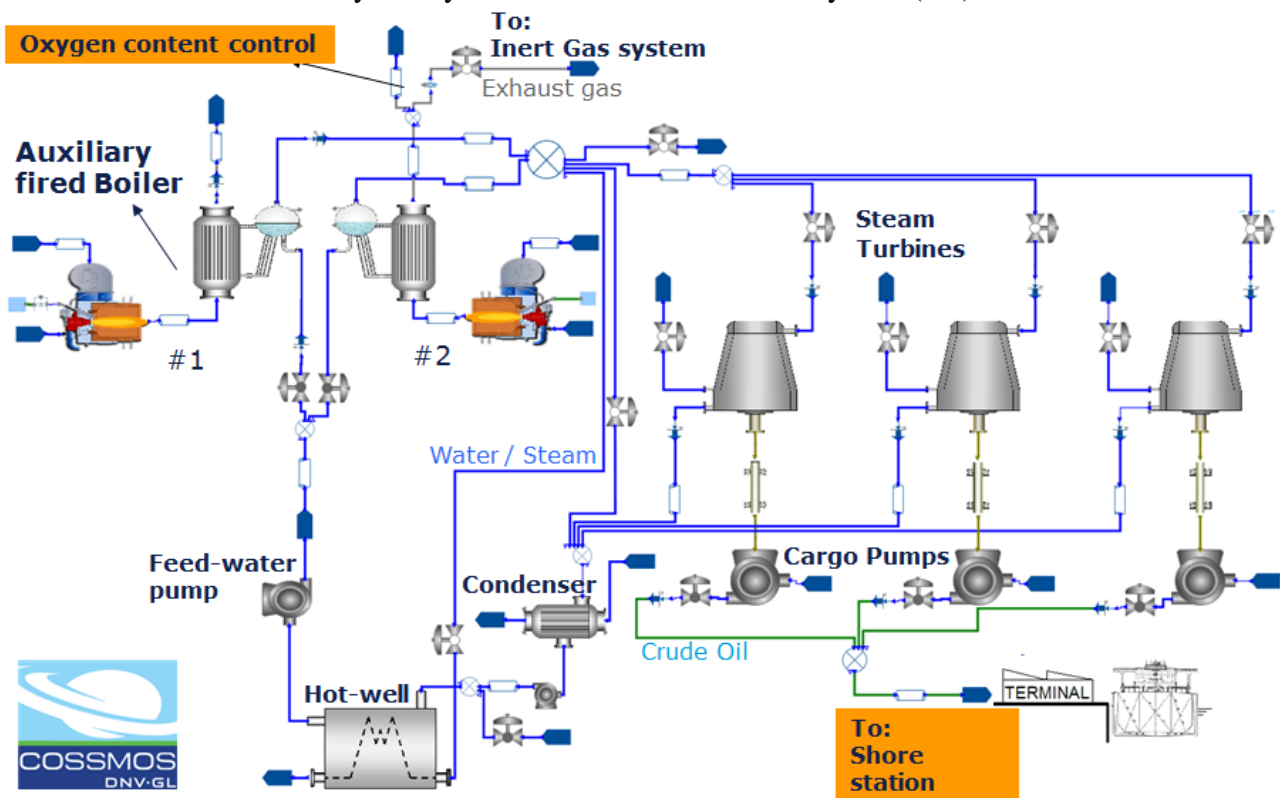 To:
Inert Gas system
Oxygen content control
Exhaust gas
Auxiliary
fired Boiler
Steam
Turbines
#1
#2
Water / Steam
Feed-water
pump
Condenser
Cargo Pumps
Crude Oil
Hot-well
TERMINAL
To:
Shore
station
COSSMOS
DNV·GL